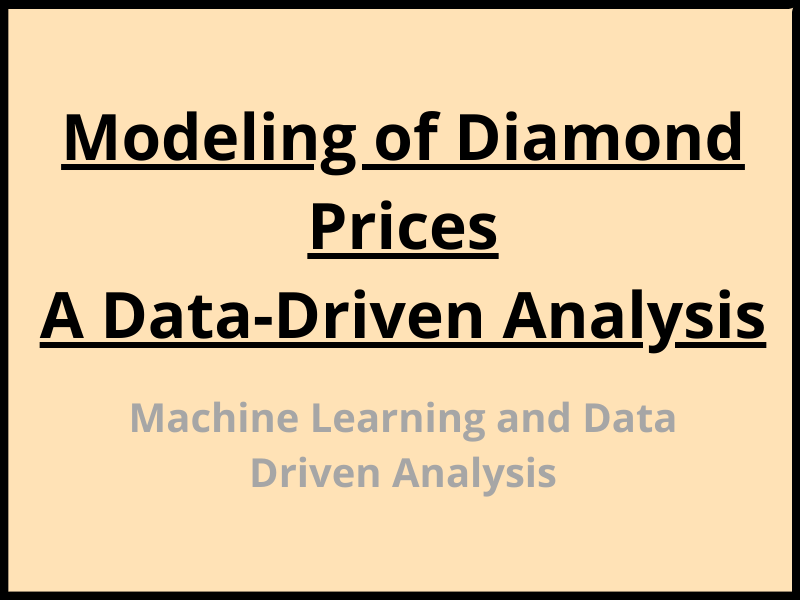 Modeling of Diamond
Prices
A Data-Driven Analysis
Machine Learning and Data
Driven Analysis